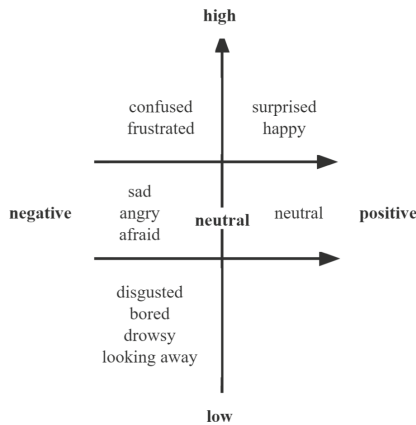 high
confused
frustrated
surprised
happy
negative
sad
angry
afraid
neutral
neutral
positive
disgusted
bored
drowsy
looking away
low